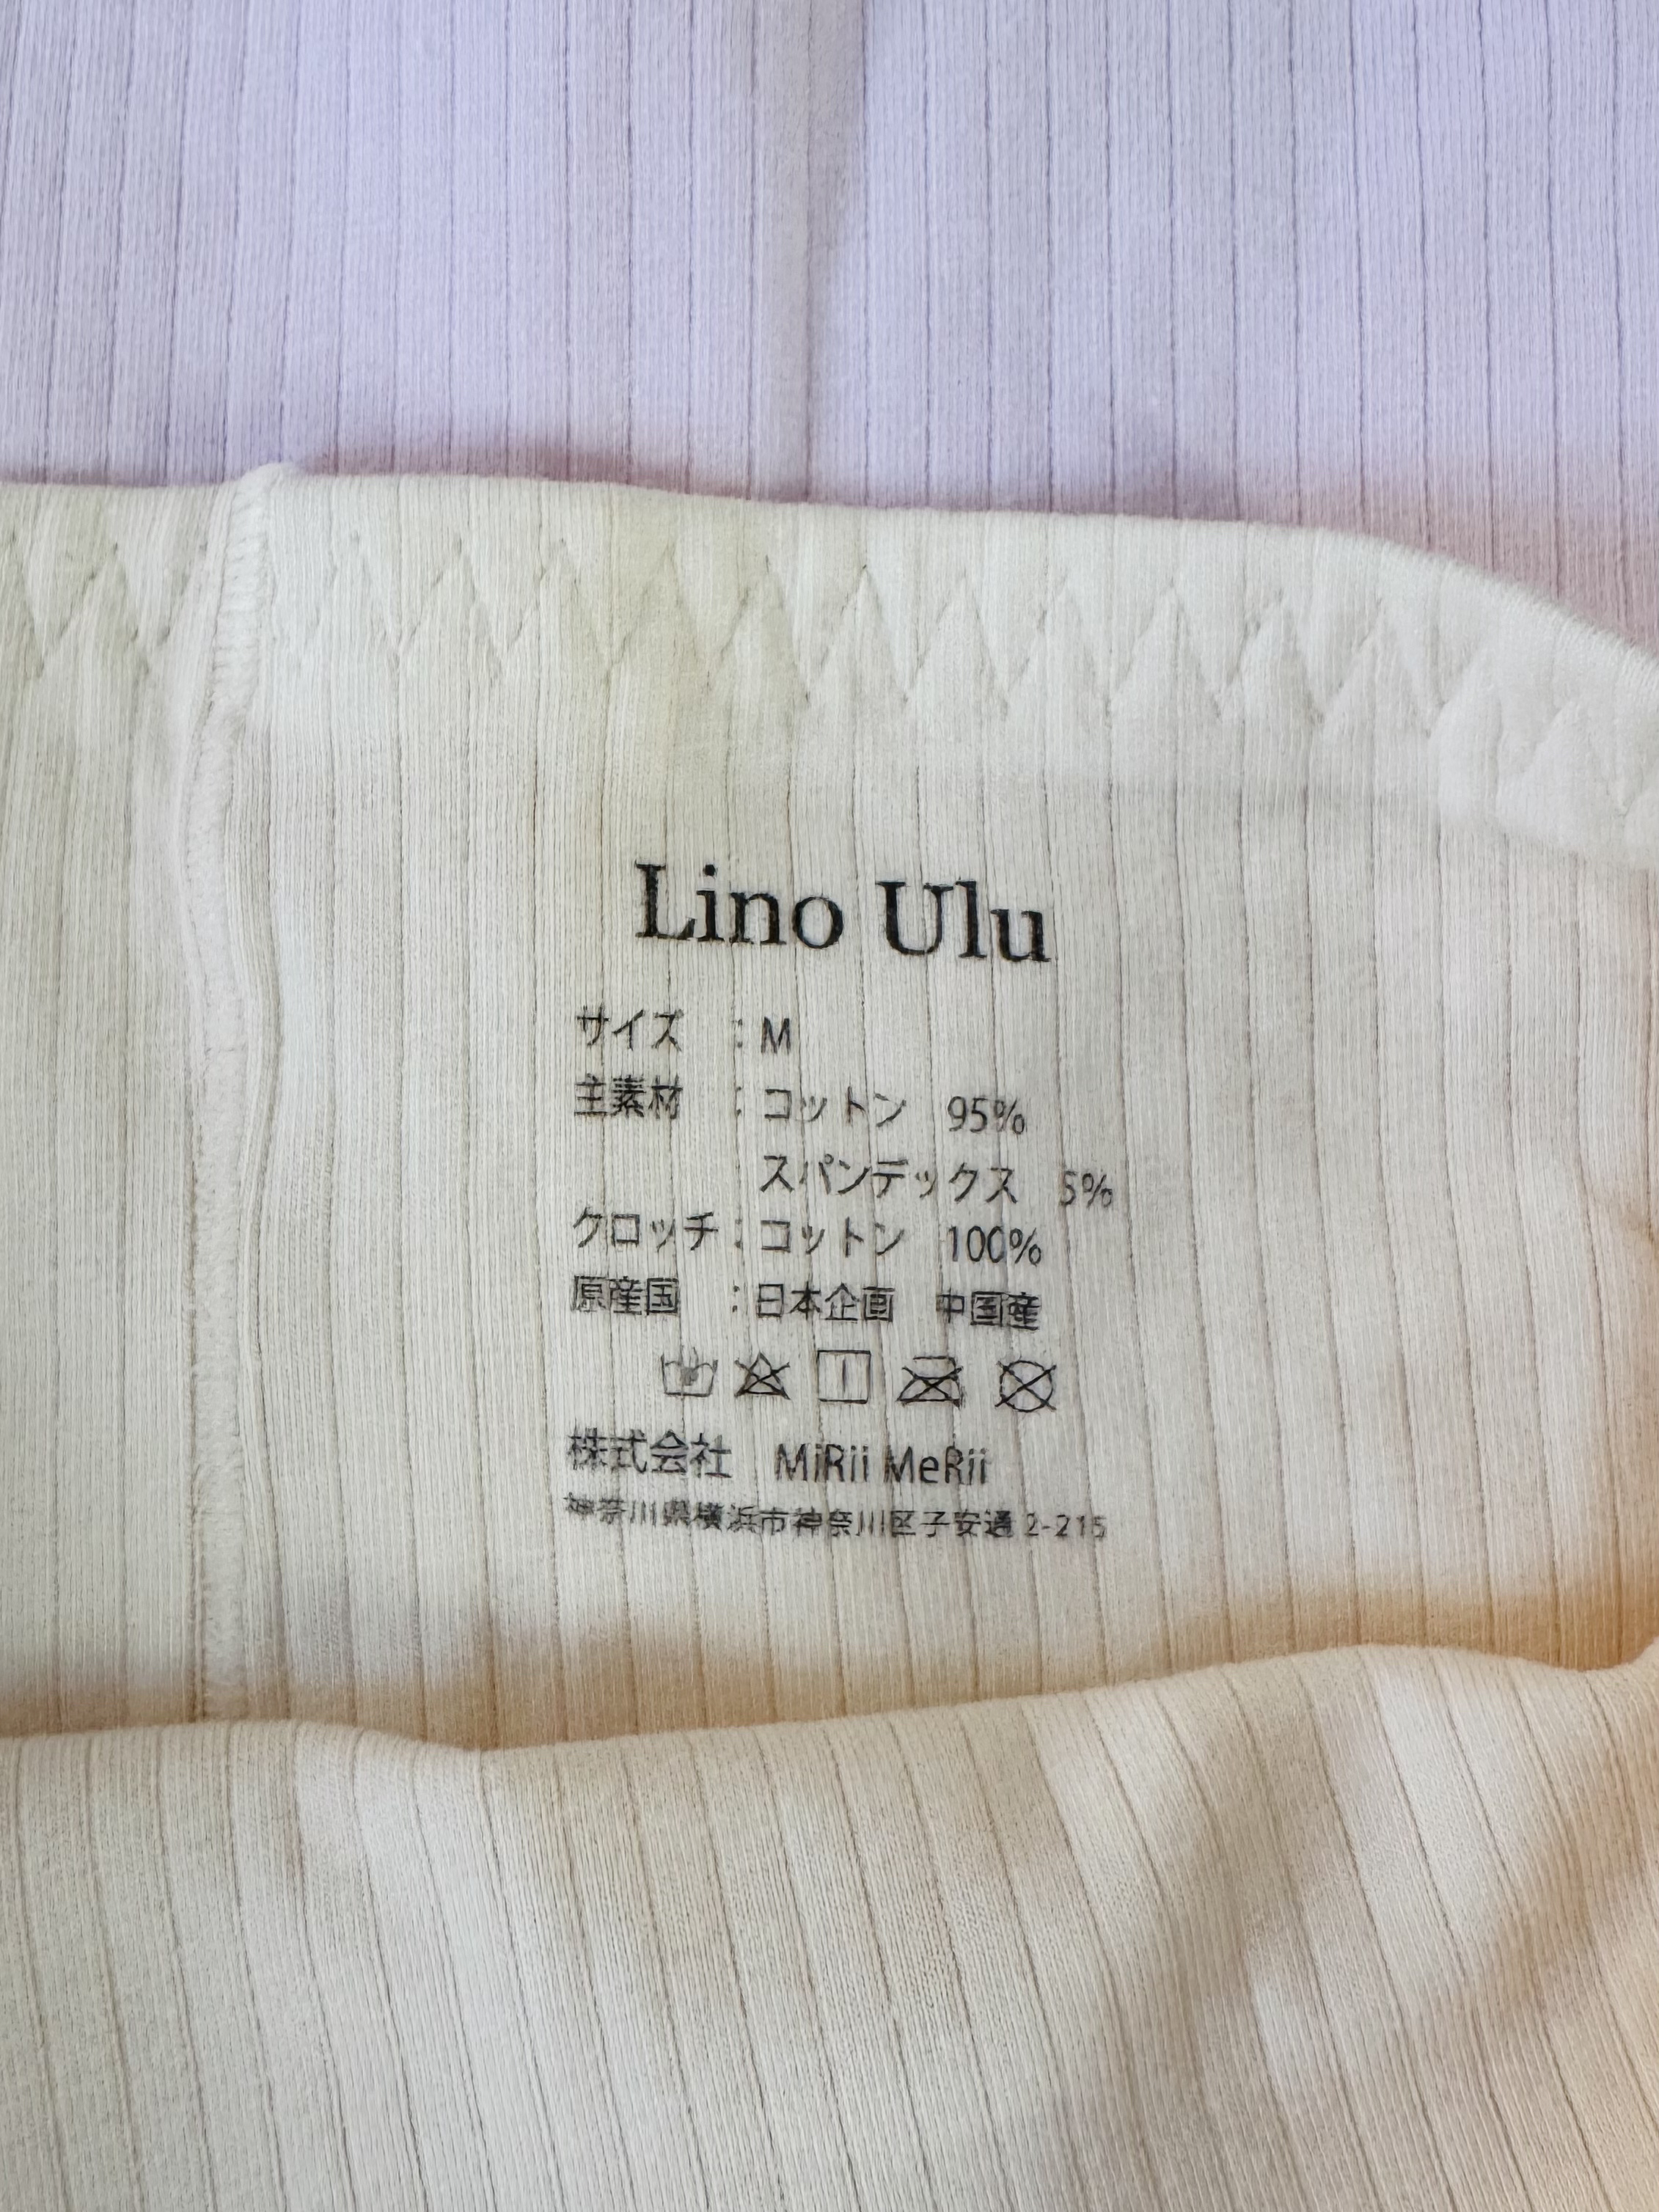 Lino Ulu
サイズ ：M
主素材 ：コットン 95%
スパンデックス 5%
クロッチ：コットン 100%
原産国 ：日本企画 中国産
株式会社 MiRii MeRii
神奈川県横浜市神奈川区子安通 2-215